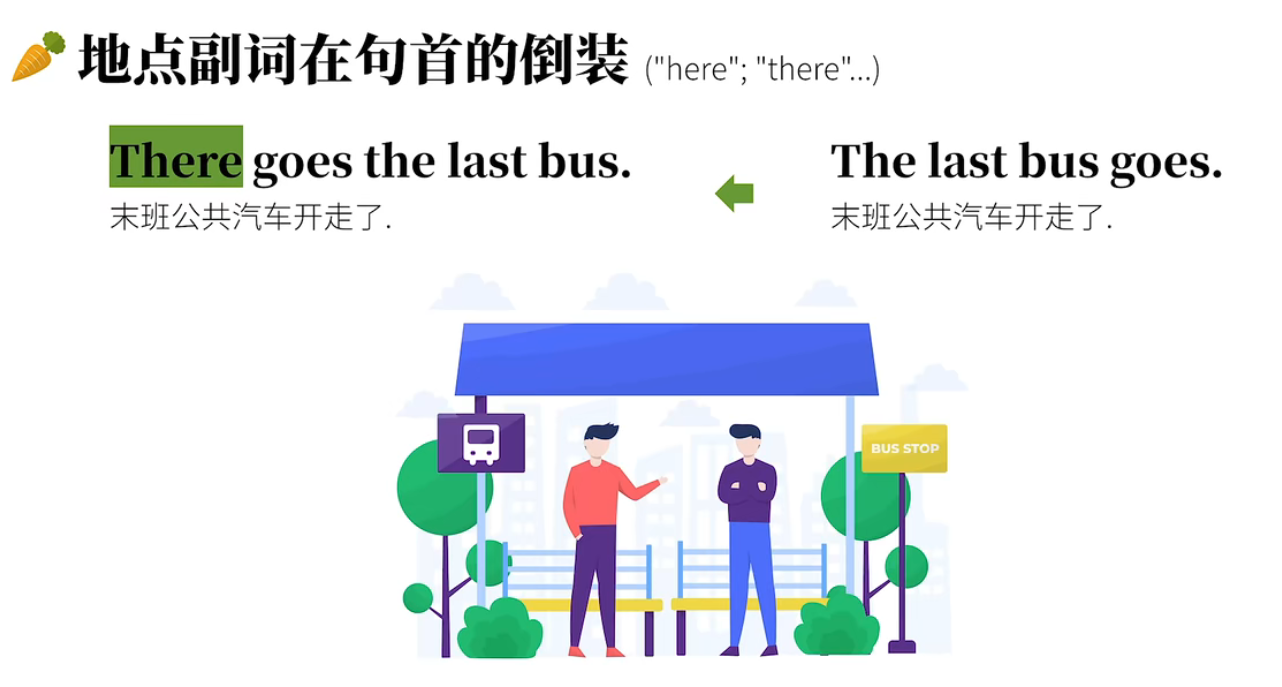 地点副词在句首的倒装 ("here"; "there"...)
There goes the last bus.
末班公共汽车开走了.
The last bus goes.
末班公共汽车开走了.
BUS STOP